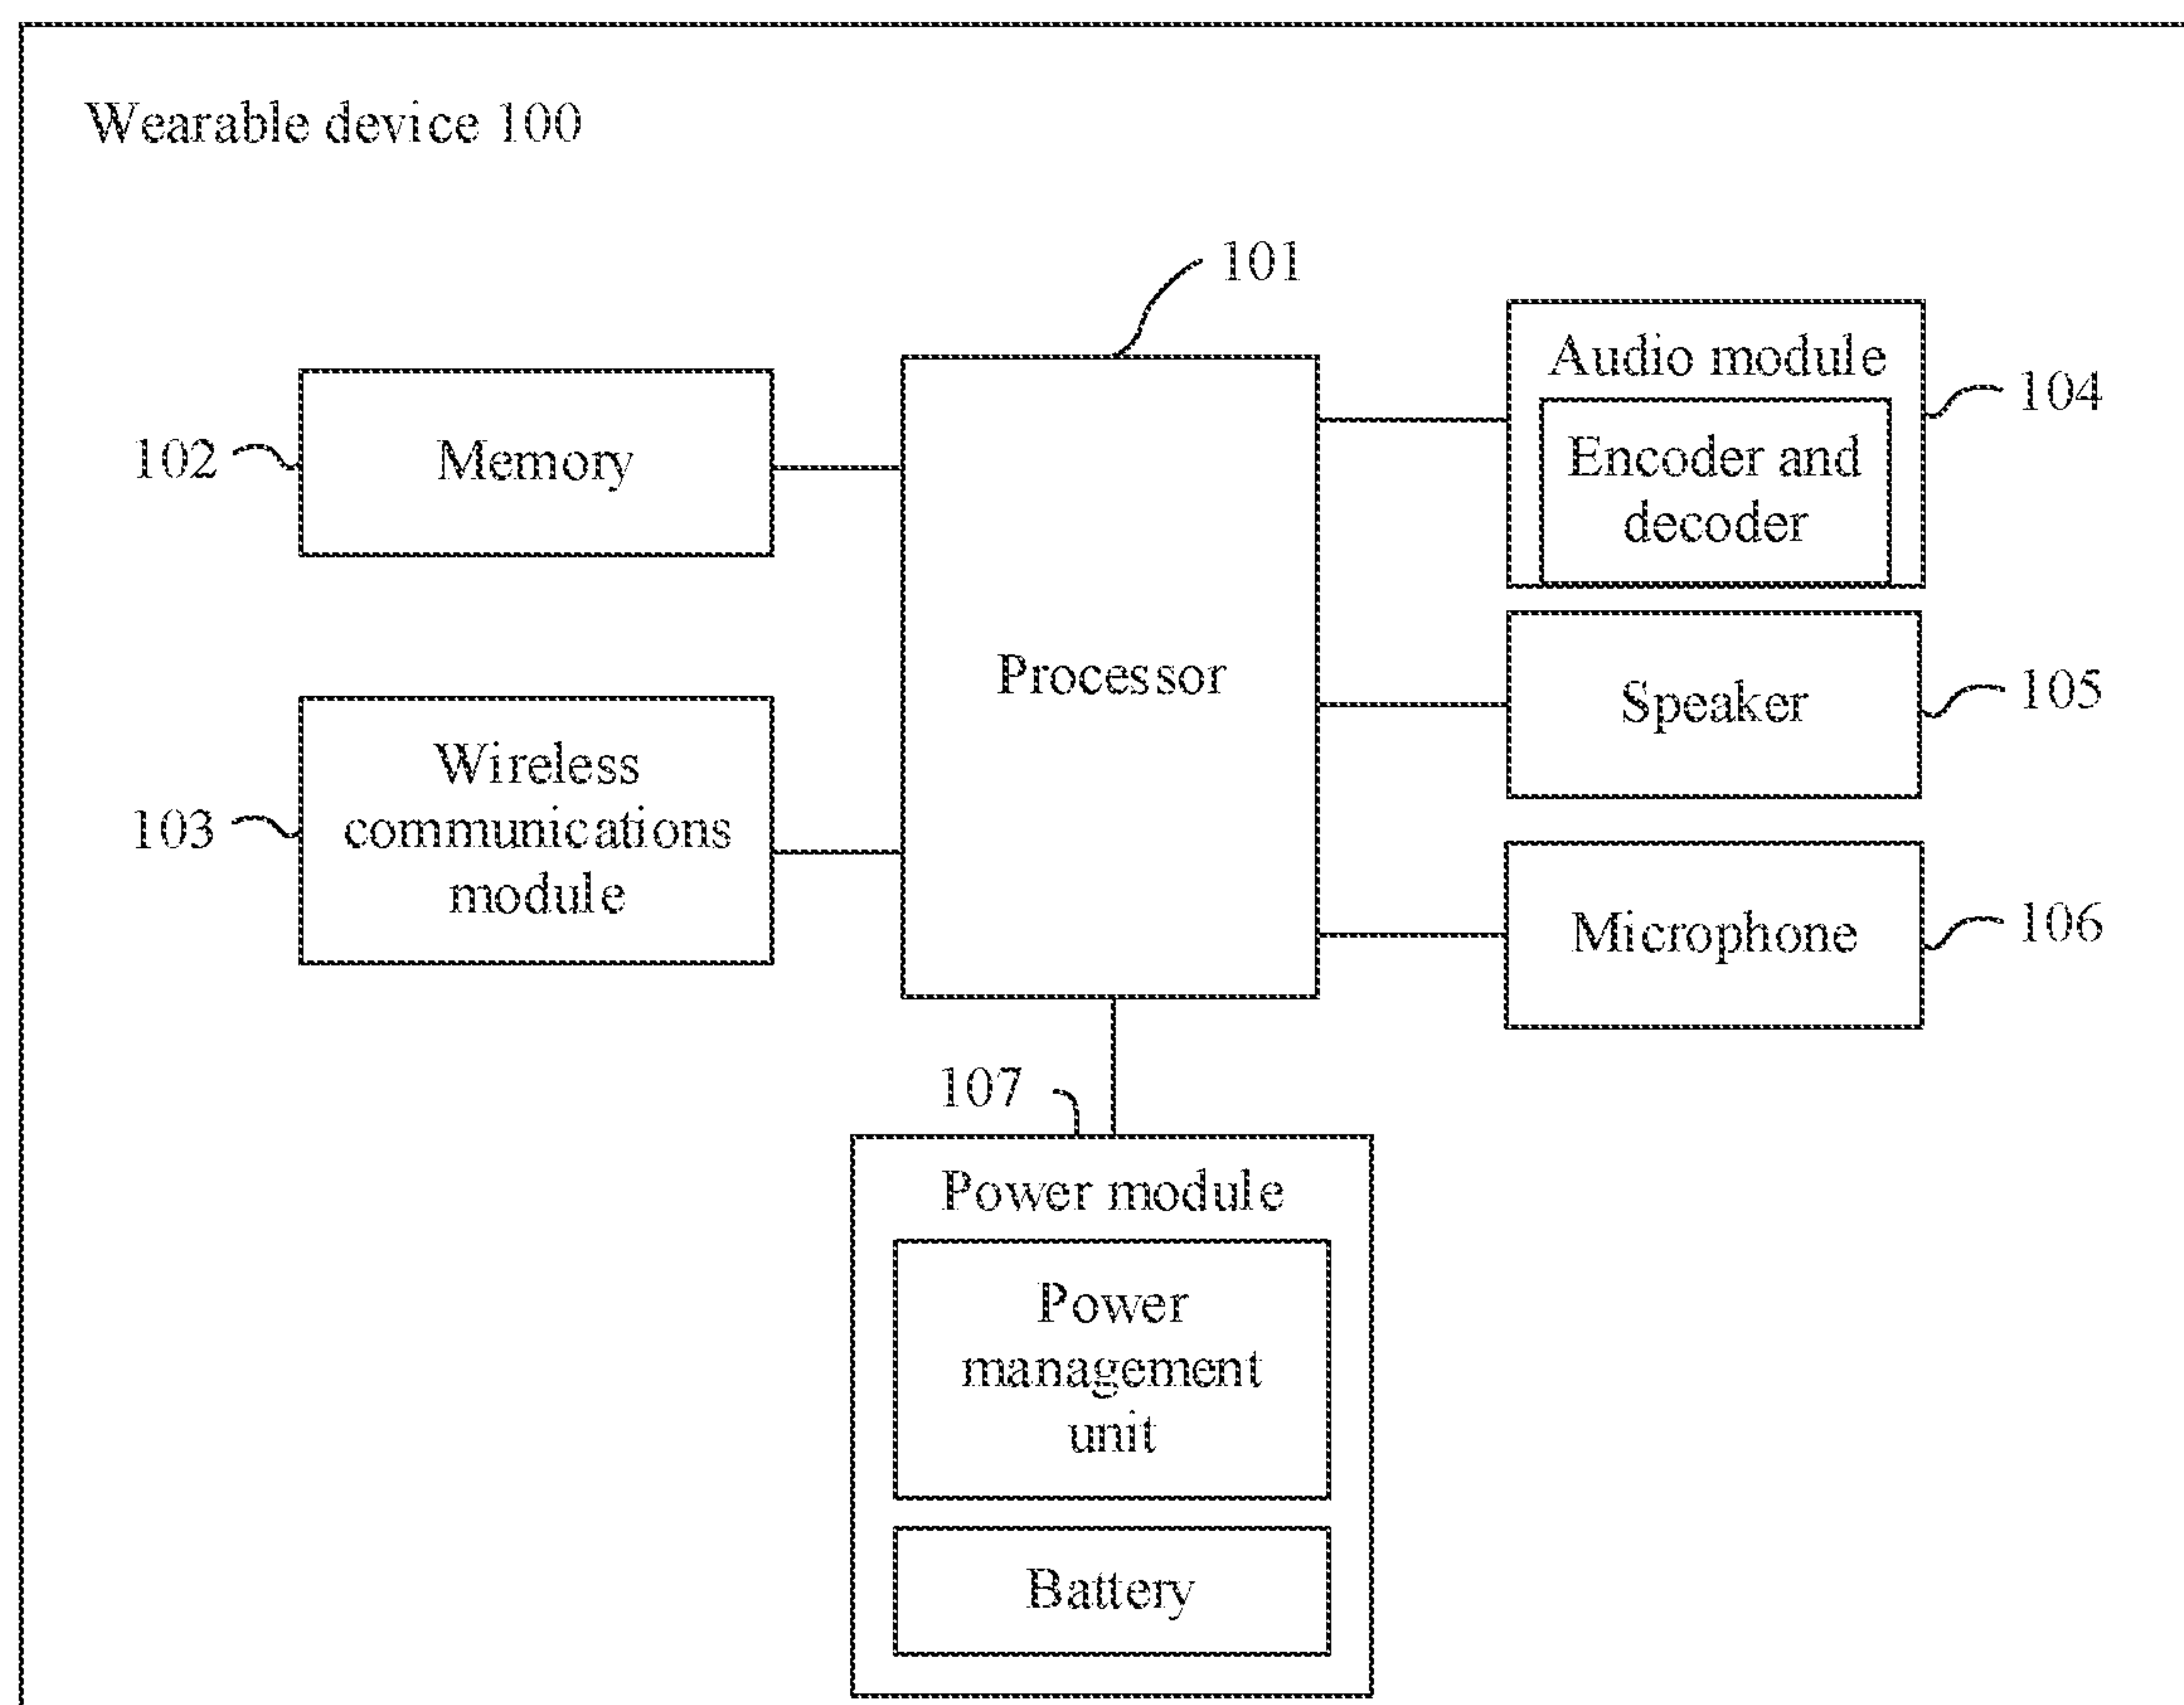 Wearable device 100
101
102
Memory
103
Wireless
communications
module
Processor
Audio module
Encoder and
decoder
104
Speaker
105
Microphone
106
107
Power module
Power
management
unit
Battery